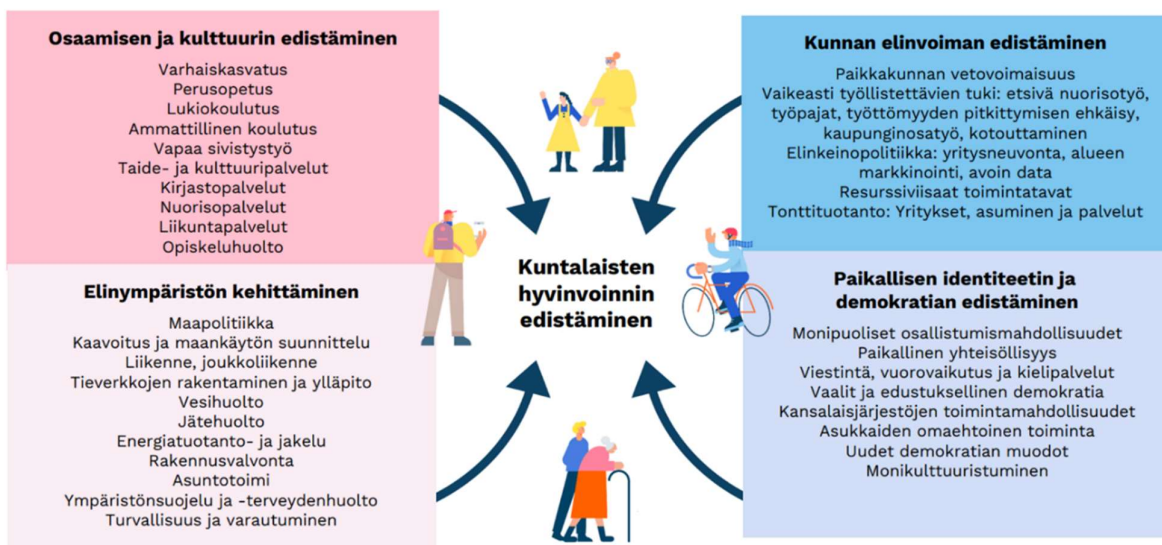 Osaamisen ja kulttuurin edistäminen
Varhaiskasvatus
Perusopetus
Lukiokoulutus
Ammattillinen koulutus
Vapaa sivistystyö
Taide- ja kulttuuripalvelut
Kirjastopalvelut
Nuorisopalvelut
Liikuntapalvelut
Opiskeluhuolto
Kunnan elinvoiman edistäminen
Paikkakunnan vetovoimaisuus
Vaikeasti työllistettävien tuki: etsivä nuorisotyö,
työpajat, työttömyyden pitkittymisen ehkäisy,
kaupunginosatyö, kotouttaminen
Elinkeinopolitiikka: yritysneuvonta, alueen
markkinointi, avoin data
Resurssiviisaat toimintatavat
Tonttituotanto: Yritykset, asuminen ja palvelut
Kuntalaisten
hyvinvoinnin
edistäminen
Elinympäristön kehittäminen
Maapolitiikka
Kaavoitus ja maankäytön suunnittelu
Liikenne, joukkoliikenne
Tieverkkojen rakentaminen ja ylläpito
Vesihuolto
Jätehuolto
Energiatuotanto- ja jakelu
Rakennusvalvonta
Asuntotoimi
Ympäristönsuojelu ja -terveydenhuolto
Turvallisuus ja varautuminen
Paikallisen identiteetin ja
demokratian edistäminen
Monipuoliset osallistumismahdollisuudet
Paikallinen yhteisöllisyys
Viestintä, vuorovaikutus ja kielipalvelut
Vaalit ja edustuksellinen demokratia
Kansalaisjärjestöjen toimintamahdollisuudet
Asukkaiden omaehtoinen toiminta
Uudet demokratian muodot
Monikulttuuristuminen